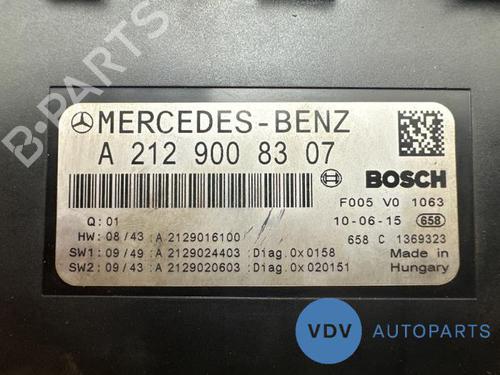 MERCEDES-BENZ
A 212 900 83 07
BOSCH
F005 V0 1063
Q: 01
10-06-15 658
HW: 08/43 :A 2129016100
658 C 1369323
SW1: 09/49 :A 2129024403 :Diag.0x0158
Made in
SW2: 09/43 :A 2129020603 :Diag.0x020151
Hungary
B-PARTS
VDV AUTOPARTS